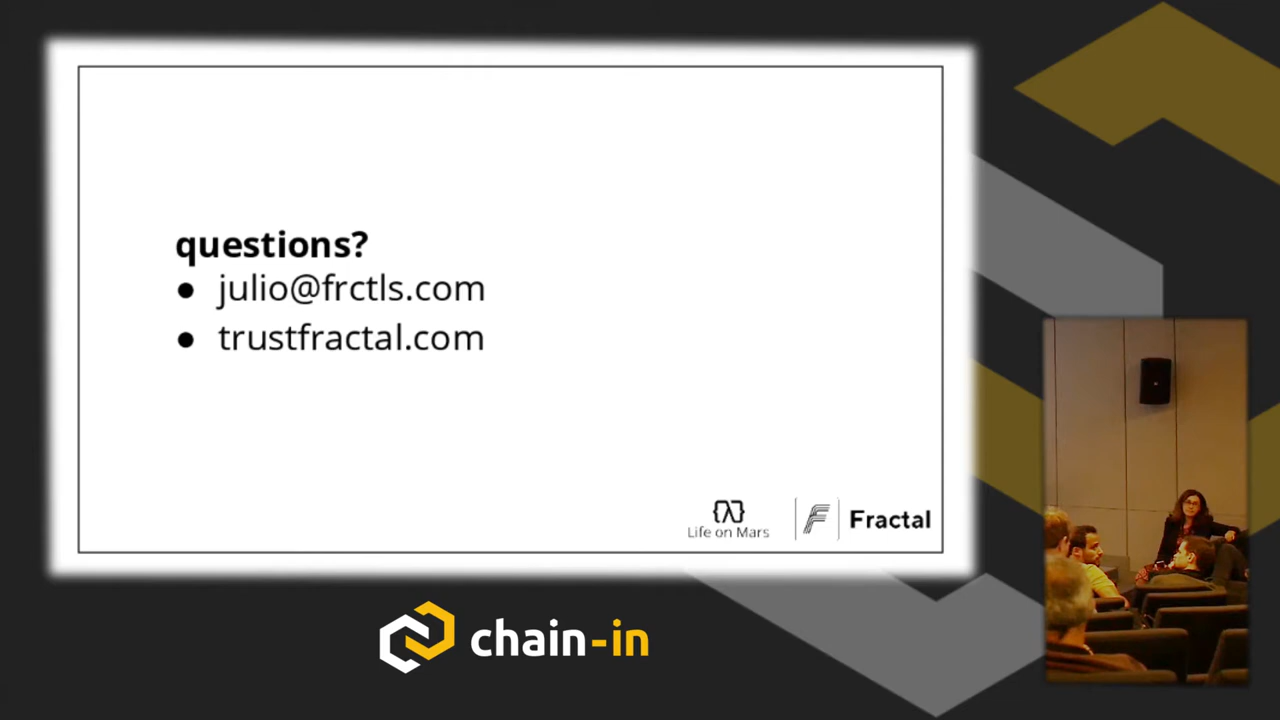 questions?
● julio@frctls.com
● trustfractal.com
{λ}
Life on Mars
F
Fractal
chain-in